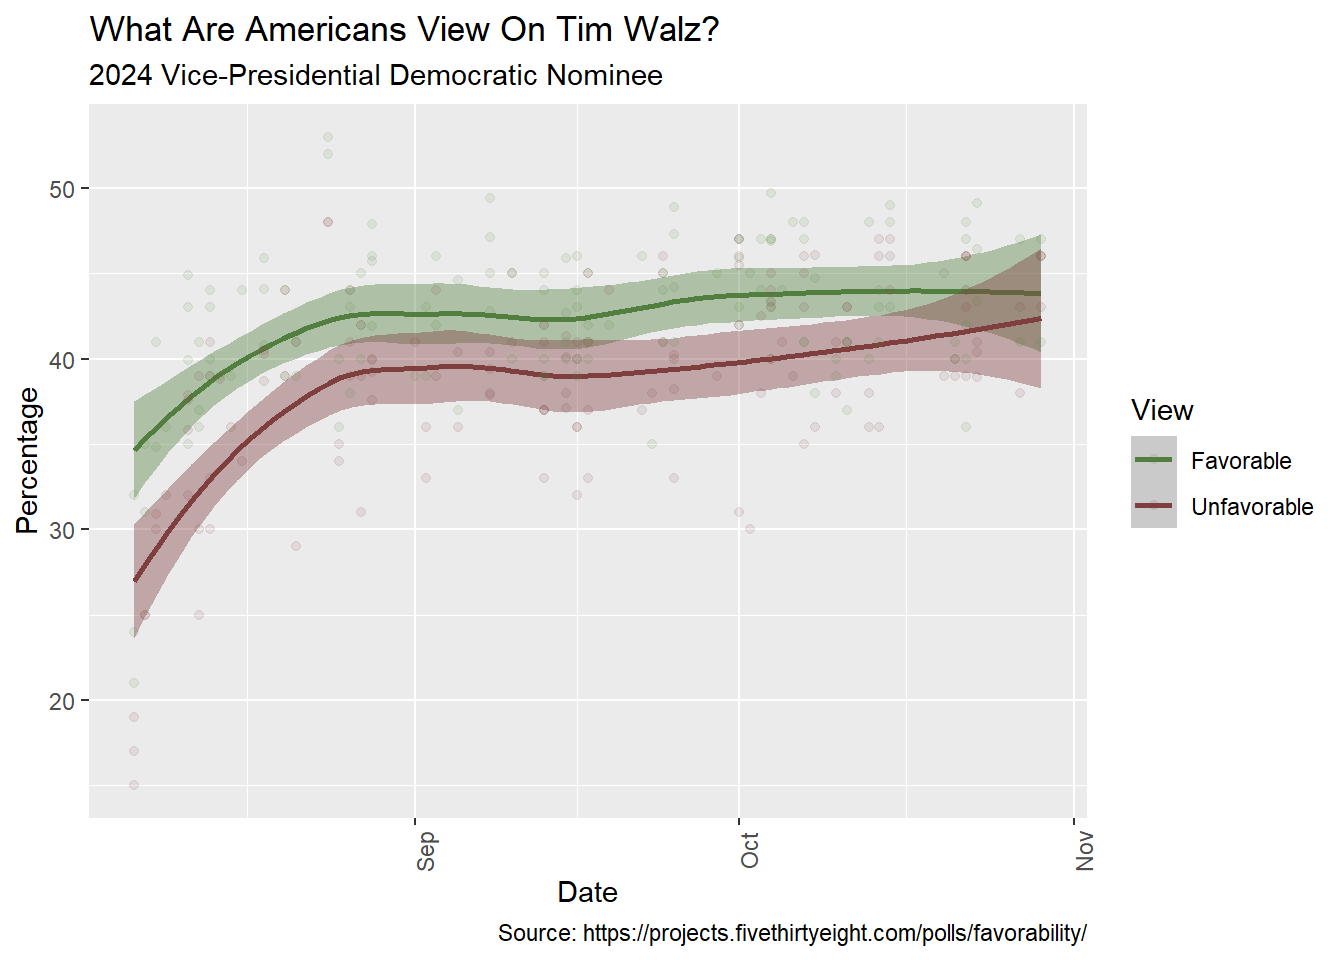 What Are Americans View On Tim Walz?
2024 Vice-Presidential Democratic Nominee
Percentage
50
40
30
20
Sep
Oct
Nov
Date
View
Favorable
Unfavorable
Source: https://projects.fivethirtyeight.com/polls/favorability/